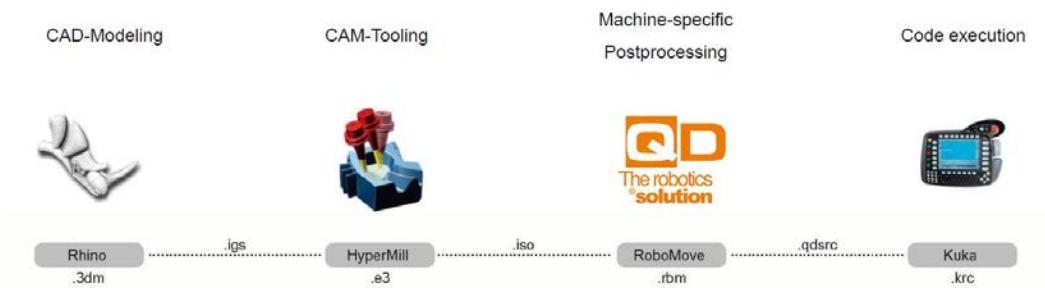 CAD-Modeling
CAM-Tooling
Machine-specific
Postprocessing
Code execution
QD
The robotics
®solution
Rhino
.igs
HyperMill
.iso
RoboMove
.qdsrc
Kuka
.3dm
.e3
.rbm
.krc